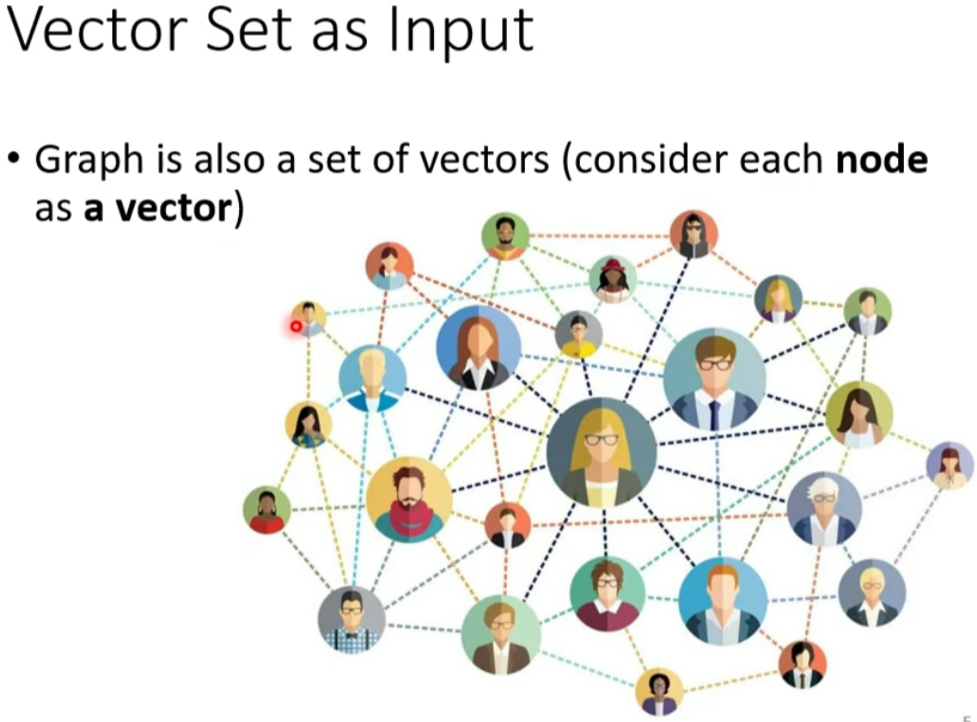 Vector Set as Input
• Graph is also a set of vectors (consider each node
as a vector)